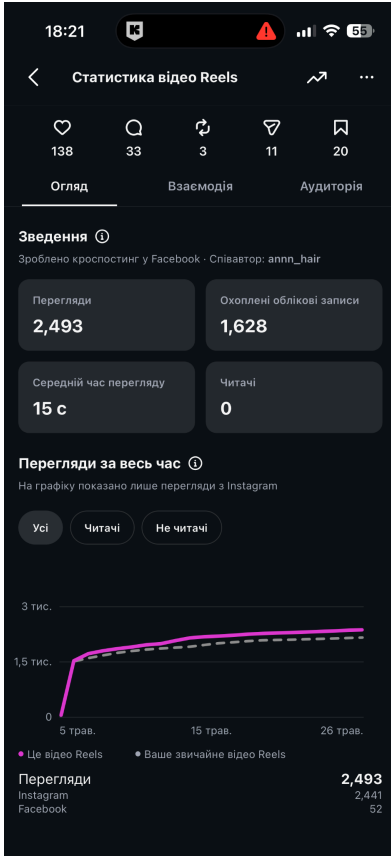 18:21
K
55
Статистика відео Reels
138 33 3 11 20
Огляд Взаємодія Аудиторія
Зведення
Зроблено кроспостинг у Facebook · Співавтор: annn_hair
Перегляди
2,493
Охоплені облікові записи
1,628
Середній час перегляду
15 с
Читачі
0
Перегляди за весь час
На графіку показано лише перегляди з Instagram
Усі Читачі Не читачі
3 тис.
1,5 тис.
0
5 трав. 15 трав. 26 трав.
Це відео Reels Ваше звичайне відео Reels
Перегляди 2,493
Instagram 2,441
Facebook 52